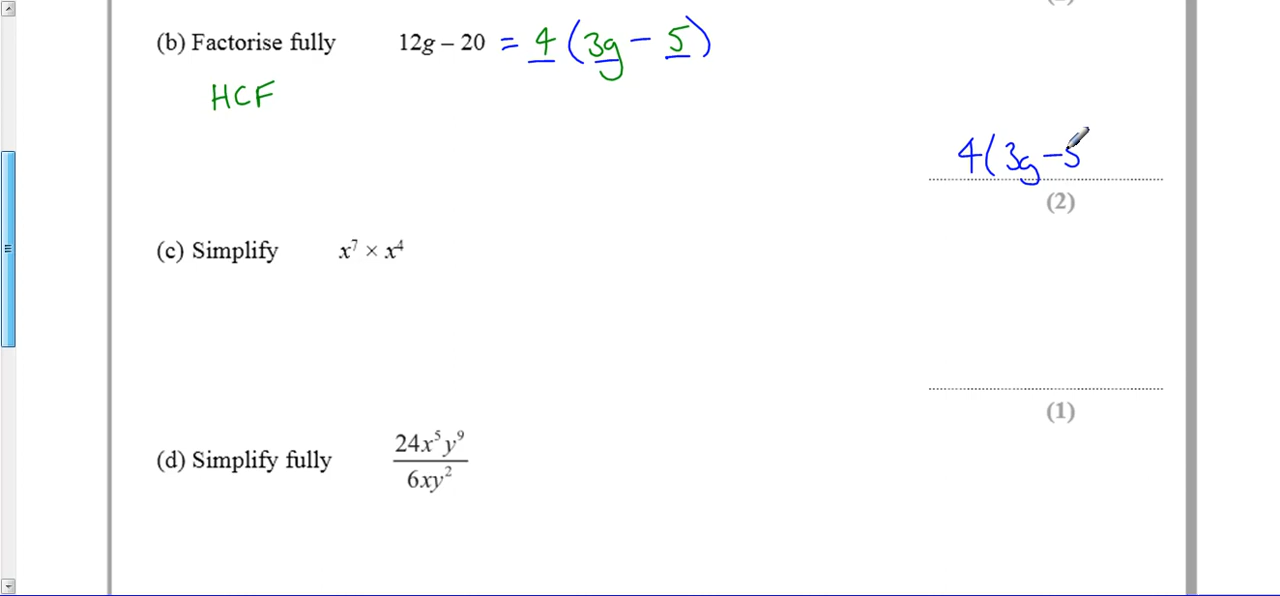 (b) Factorise fully 12g – 20 = 4 (3g – 5)
HCF
4(3g – 5
(2)
(c) Simplify x⁷ × x⁴
(1)
(d) Simplify fully 24x⁵y⁹
6xy²